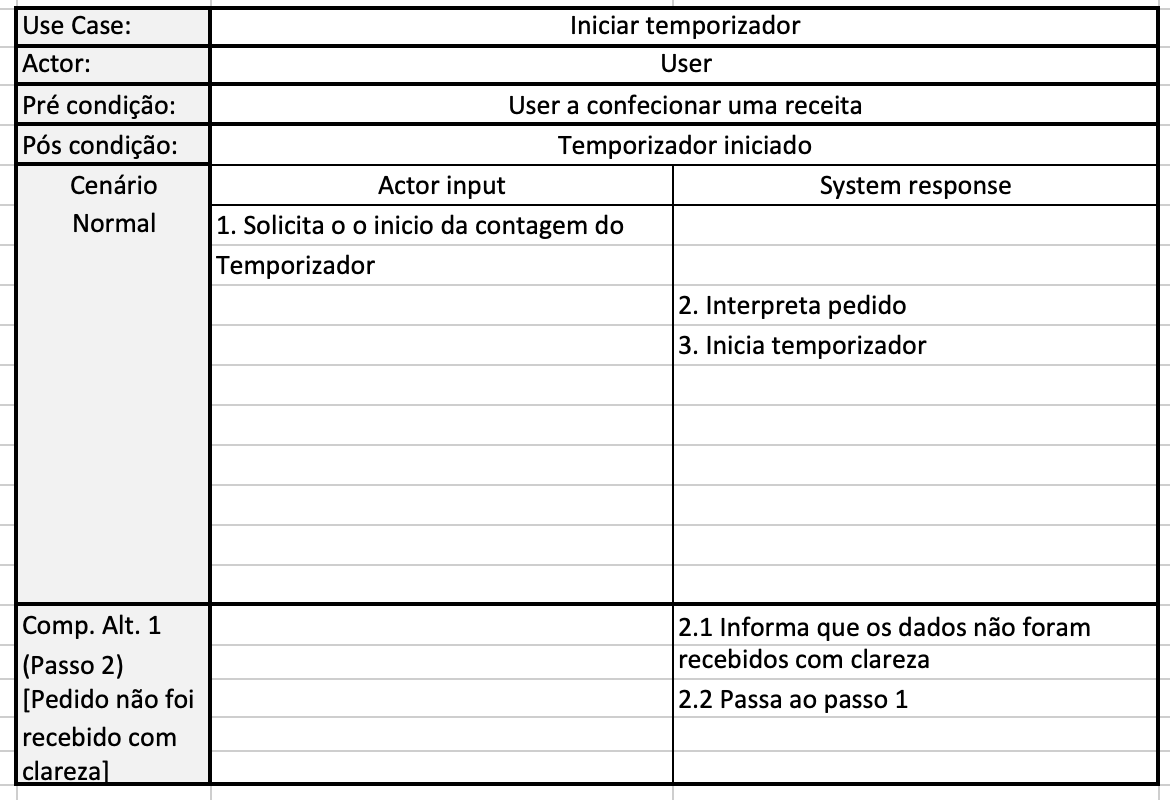 Use Case: Iniciar temporizador
Actor: User
Pré condição: User a confecionar uma receita
Pós condição: Temporizador iniciado
Cenário Actor input System response
Normal 1. Solicita o o inicio da contagem do
Temporizador
2. Interpreta pedido
3. Inicia temporizador
Comp. Alt. 1 2.1 Informa que os dados não foram
(Passo 2) recebidos com clareza
[Pedido não foi 2.2 Passa ao passo 1
recebido com
clareza]